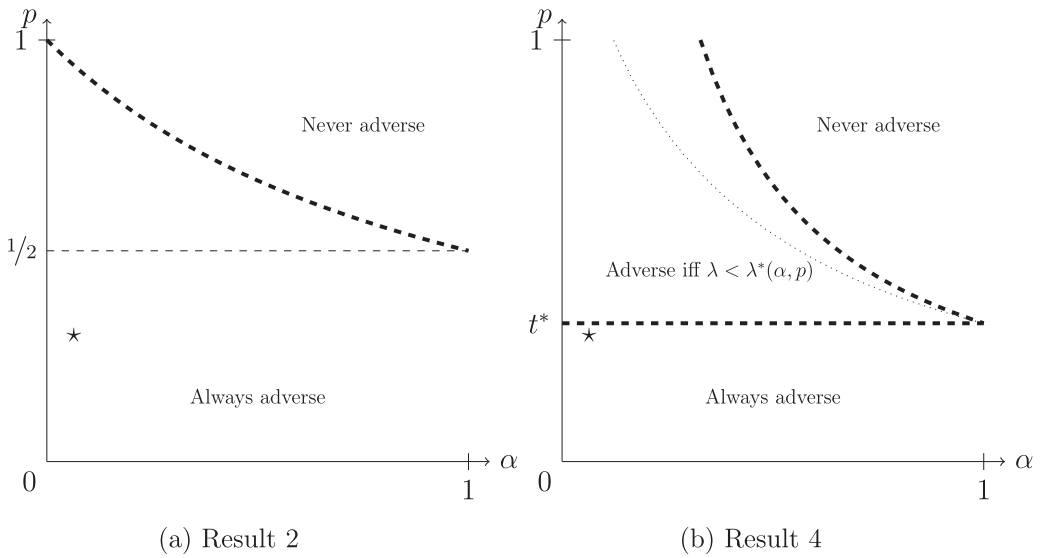 p
1
Never adverse
1/2
⋆
Always adverse
0
1
α
(a) Result 2
p
1
Never adverse
Adverse iff λ < λ*(α, p)
t*
⋆
Always adverse
0
1
α
(b) Result 4